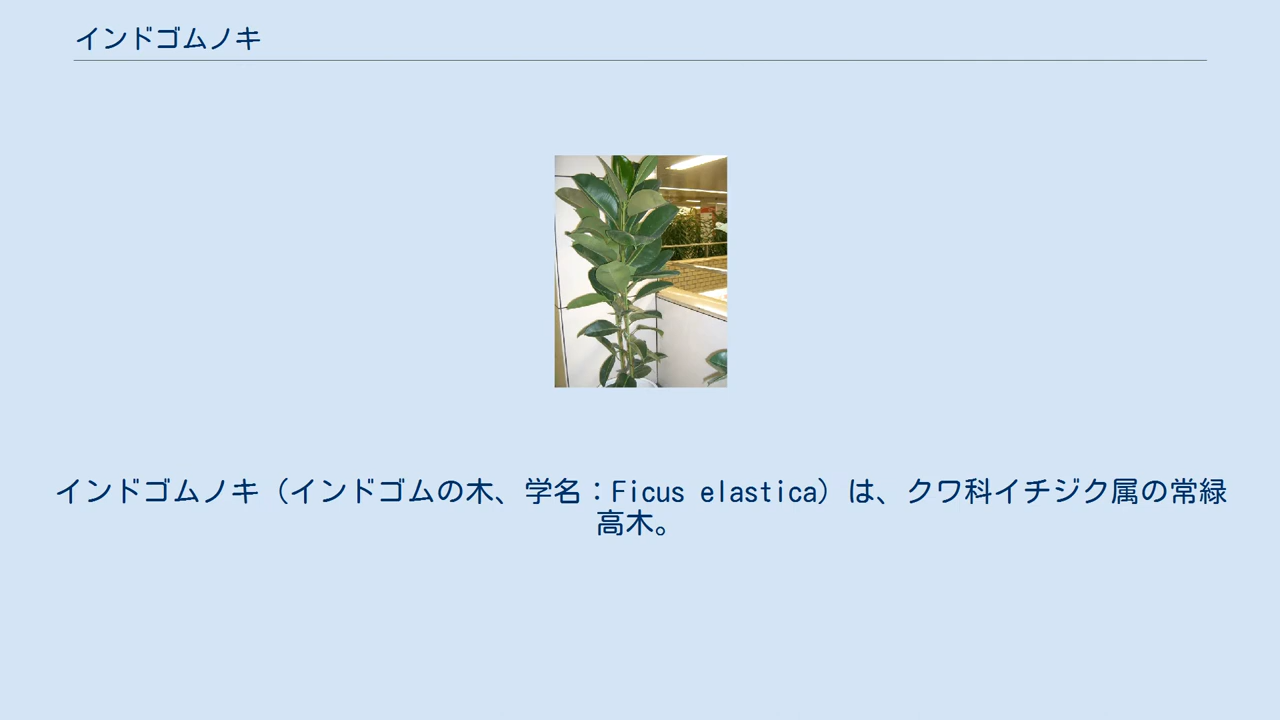 インドゴムノキ
インドゴムノキ（インドゴムの木、学名：Ficus elastica）は、クワ科イチジク属の常緑
高木。